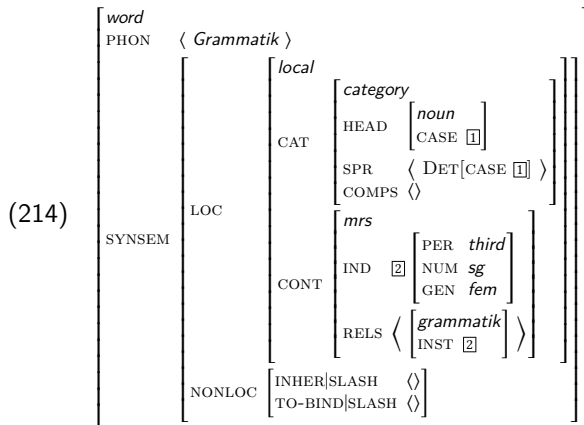 word
PHON ⟨ Grammatik ⟩
local
category
HEAD noun
CASE 1
CAT
SPR ⟨ DET[CASE 1] ⟩
COMPS ⟨⟩
LOC
(214)
mrs
SYNSEM
PER third
IND 2 NUM sg
GEN fem
CONT
RELS ⟨ grammatik
INST 2 ⟩
NONLOC INHER|SLASH ⟨⟩
TO-BIND|SLASH ⟨⟩